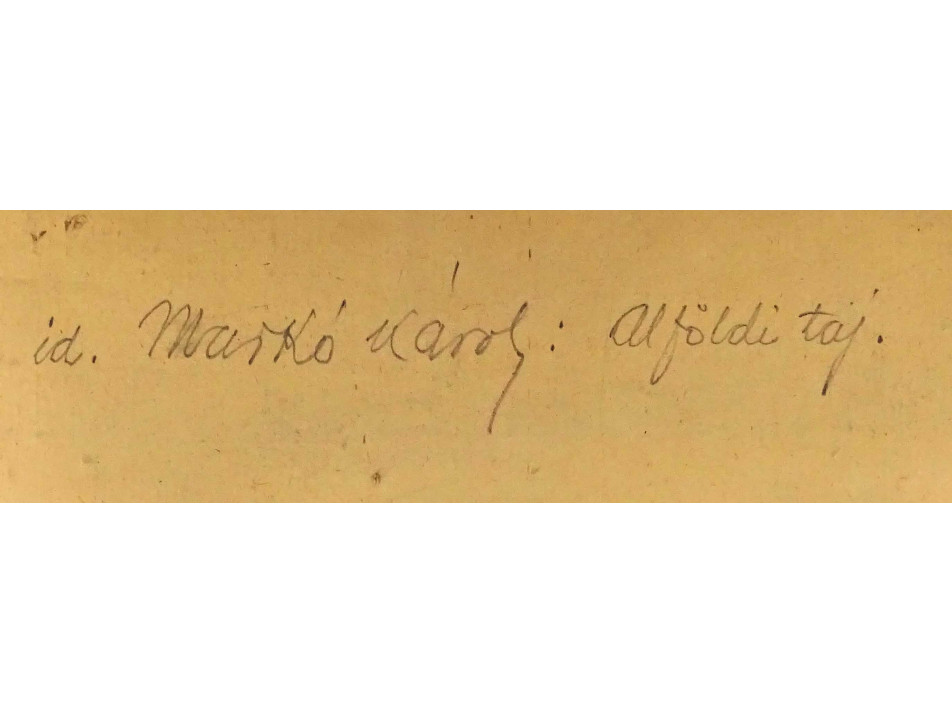 id. Markó Károly: Alföldi táj.